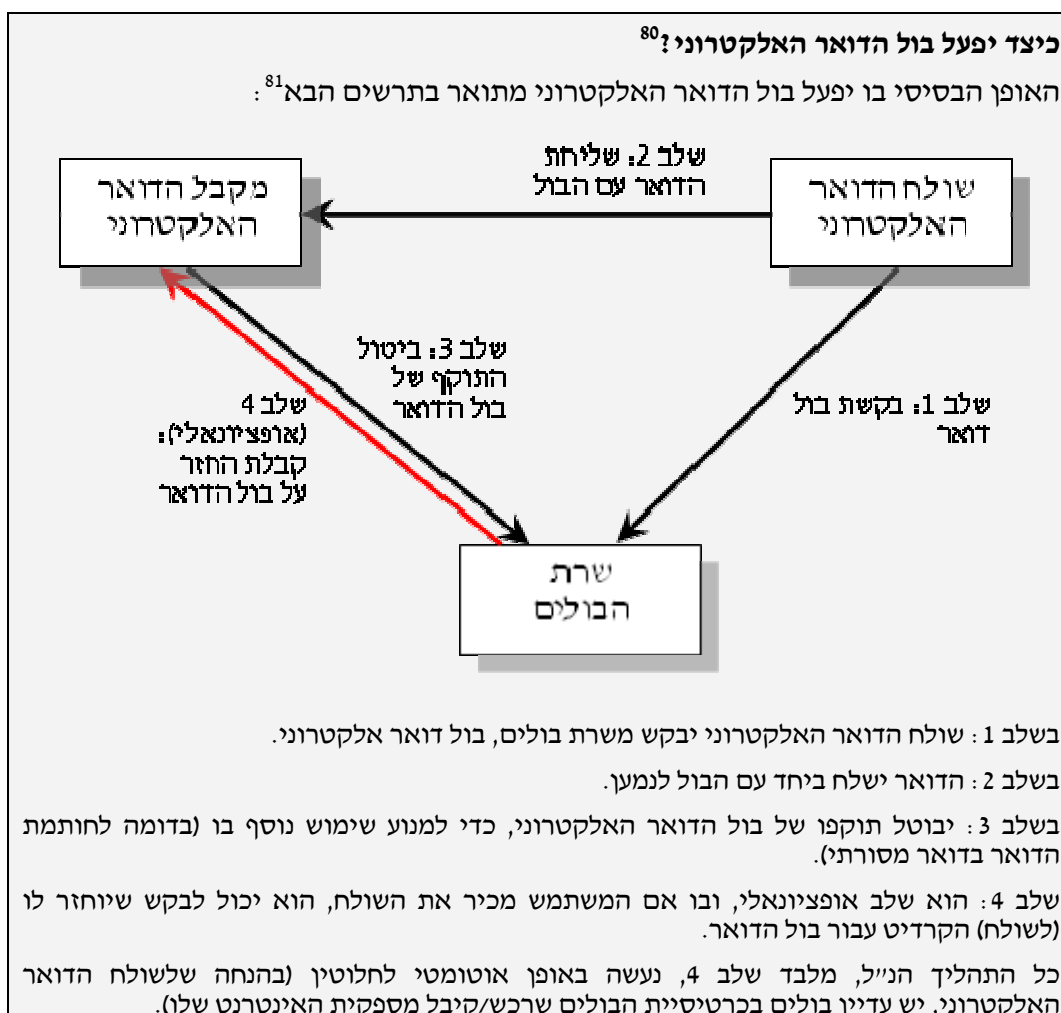 כיצד יפעל בול הדואר האלקטרוני?80
האופן הבסיסי בו יפעל בול הדואר האלקטרוני מתואר בתרשים הבא81:
שלב 2: שליחת
הדואר עם הבול
שולח הדואר
האלקטרוני
מקבל הדואר
האלקטרוני
שלב 1: בקשת בול
דואר
שלב 3: ביטול
התוקף של
בול הדואר
שלב 4
(אופציונאלי):
קבלת החזר
על בול הדואר
שרת
הבולים
בשלב 1: שולח הדואר האלקטרוני יבקש משרת בולים, בול דואר אלקטרוני.
בשלב 2: הדואר ישלח ביחד עם הבול לנמען.
בשלב 3: יבוטל תוקפו של בול הדואר האלקטרוני, כדי למנוע שימוש נוסף בו (בדומה לחותמת
הדואר בדואר מסורתי).
שלב 4: הוא שלב אופציונאלי, ובו אם המשתמש מכיר את השולח, הוא יכול לבקש שיוחזר לו
(לשולח) הקרדיט עבור בול הדואר.
כל התהליך הנ״ל, מלבד שלב 4, נעשה באופן אוטומטי לחלוטין (בהנחה שלשולח הדואר
האלקטרוני, יש עדיין בולים בכרטיסיית הבולים שרכש/קיבל מספקית האינטרנט שלו).